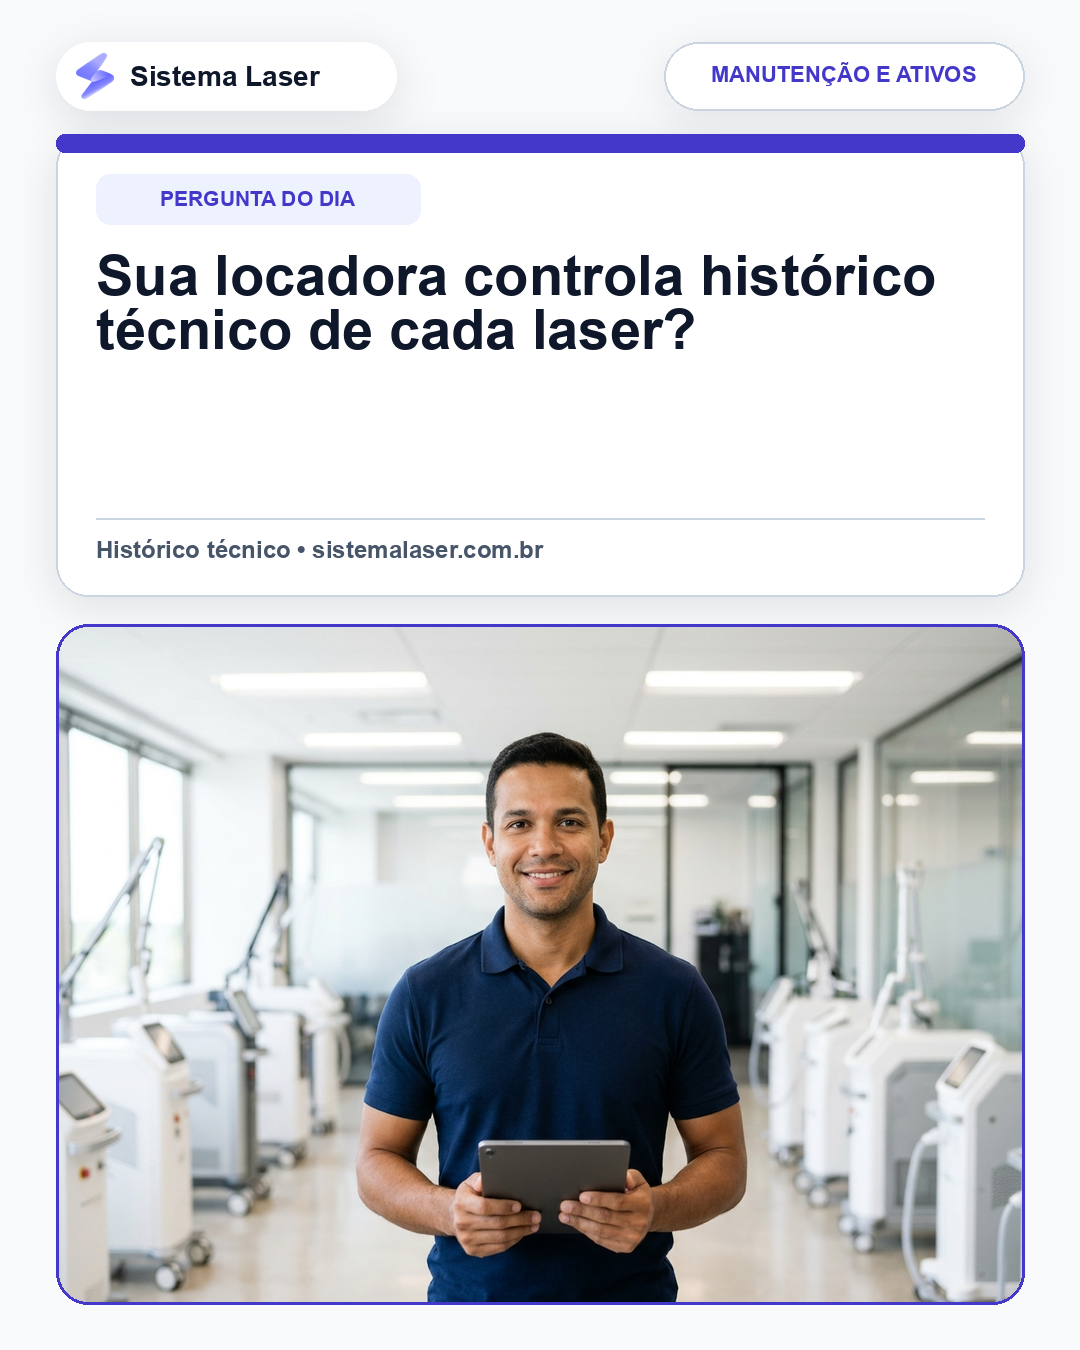 Sistema Laser
MANUTENÇÃO E ATIVOS
PERGUNTA DO DIA
Sua locadora controla histórico
técnico de cada laser?
Histórico técnico • sistemalaser.com.br